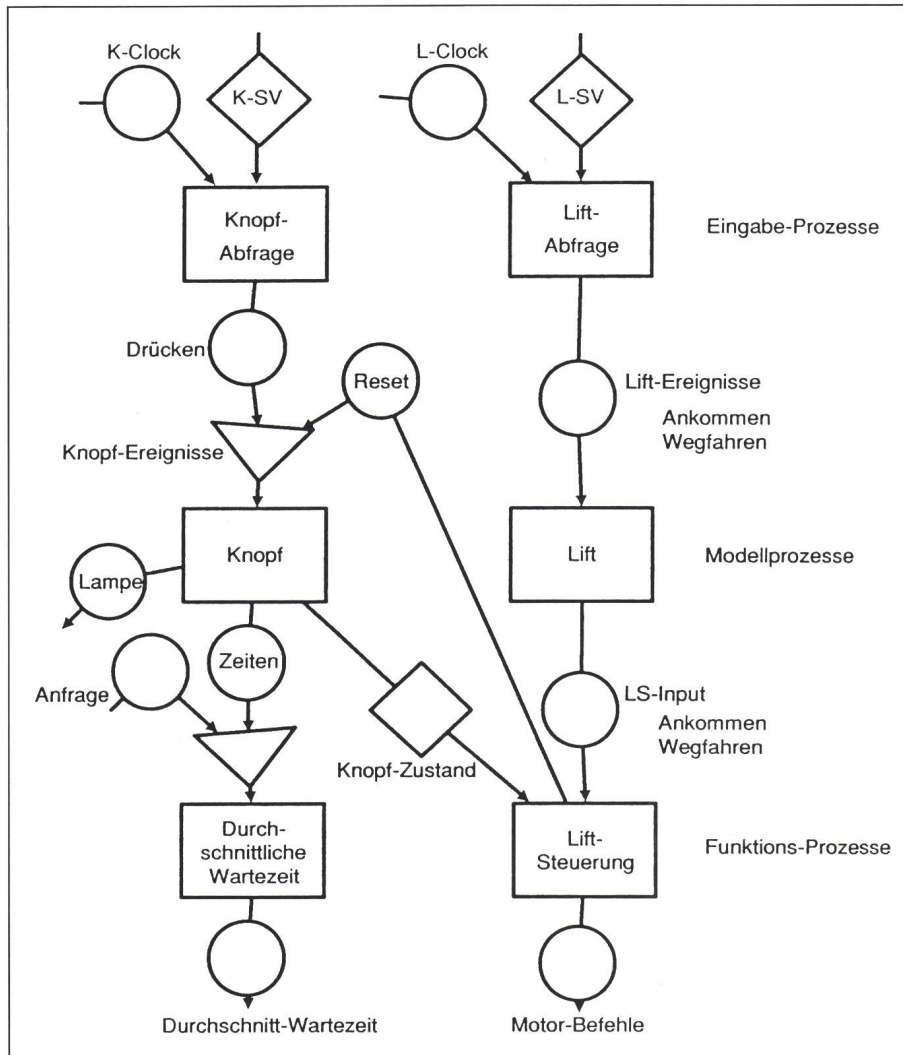 K-Clock
K-SV
L-Clock
L-SV
Knopf-
Abfrage
Lift-
Abfrage
Eingabe-Prozesse
Drücken
Reset
Lift-Ereignisse
Ankommen
Wegfahren
Knopf-Ereignisse
Knopf
Lift
Modellprozesse
Lampe
Zeiten
Anfrage
LS-Input
Ankommen
Wegfahren
Knopf-Zustand
Durch-
schnittliche
Wartezeit
Lift-
Steuerung
Funktions-Prozesse
Durchschnitt-Wartezeit
Motor-Befehle